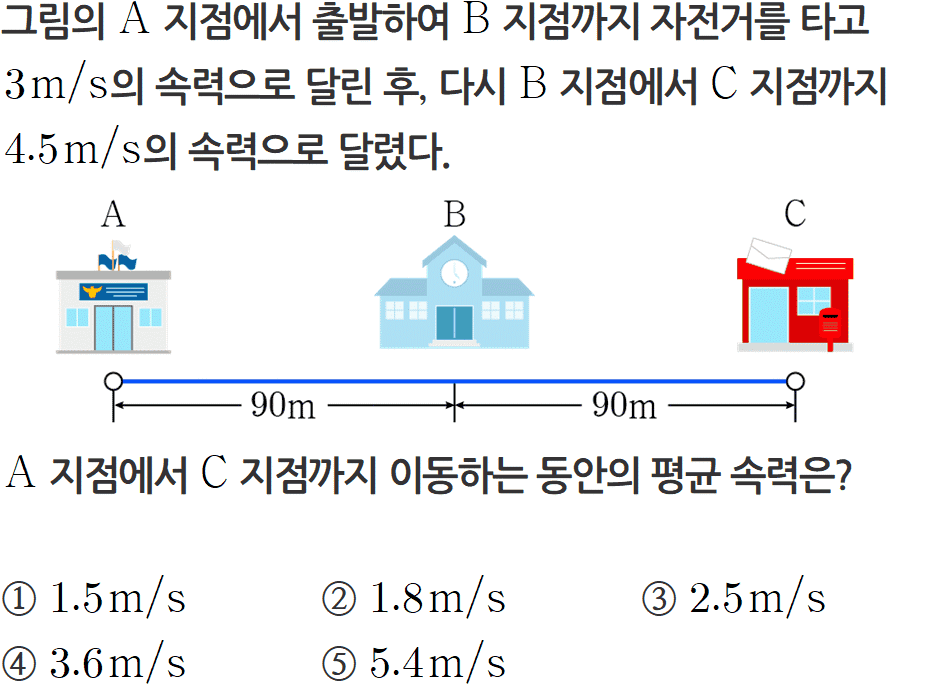 그림의 A 지점에서 출발하여 B 지점까지 자전거를 타고
3m/s의 속력으로 달린 후, 다시 B 지점에서 C 지점까지
4.5m/s의 속력으로 달렸다.
A B C
90m 90m
A 지점에서 C 지점까지 이동하는 동안의 평균 속력은?
① 1.5m/s ② 1.8m/s ③ 2.5m/s
④ 3.6m/s ⑤ 5.4m/s